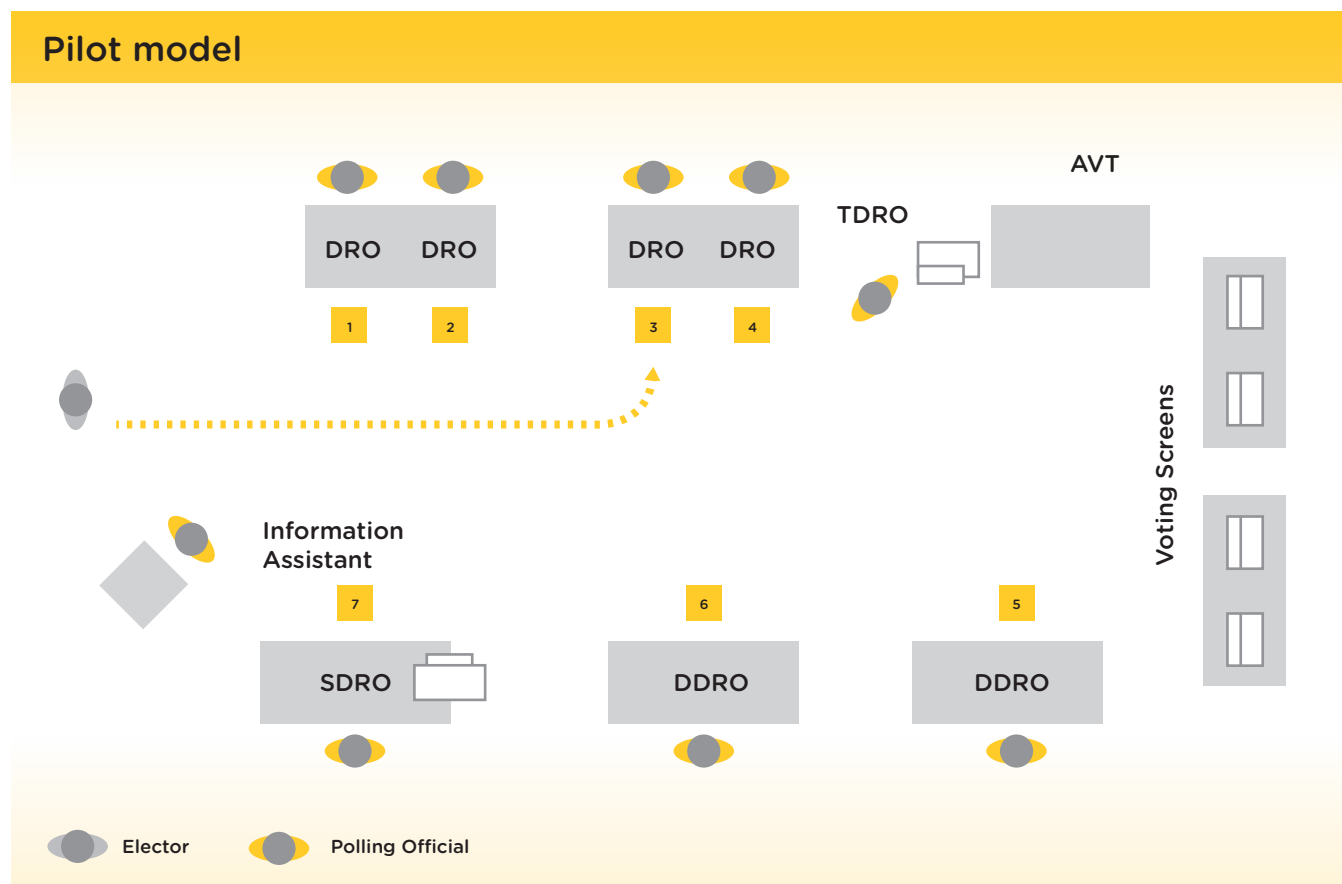 Pilot model
AVT
TDRO
DRO DRO
DRO DRO
1
2
3
4
Voting Screens
Information
Assistant
7
6
5
SDRO
DDRO
DDRO
Elector
Polling Official